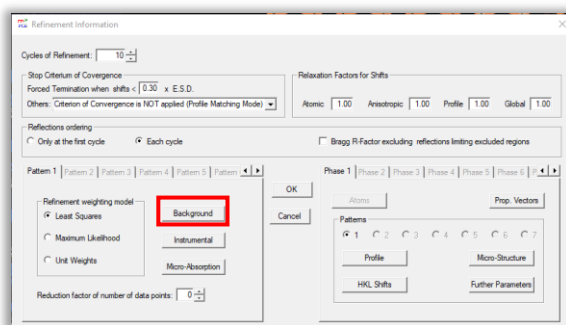 Refinement Information
Cycles of Refinement: 10
Stop Criterium of Covergence
Forced Termination when shifts < 0.30 x E.S.D.
Others: Criterion of Convergence is NOT applied (Profile Matching Mode)
Relaxation Factors for Shifts
Atomic 1.00 Anisotropic 1.00 Profile 1.00 Global 1.00
Reflections ordering
Only at the first cycle Each cycle Bragg R-Factor excluding reflections limiting excluded regions
Pattern 1 Pattern 2 Pattern 3 Pattern 4 Pattern 5 Pattern
Refinement weighting model
Least Squares
Maximum Likelihood
Unit Weights
Background
Instrumental
Micro-Absorption
Reduction factor of number of data points: 0
OK
Cancel
Phase 1 Phase 2 Phase 3 Phase 4 Phase 5 Phase 6
Atoms Prop. Vectors
Patterns
1 2 3 4 5 6 7
Profile Micro-Structure
HKL Shifts Further Parameters